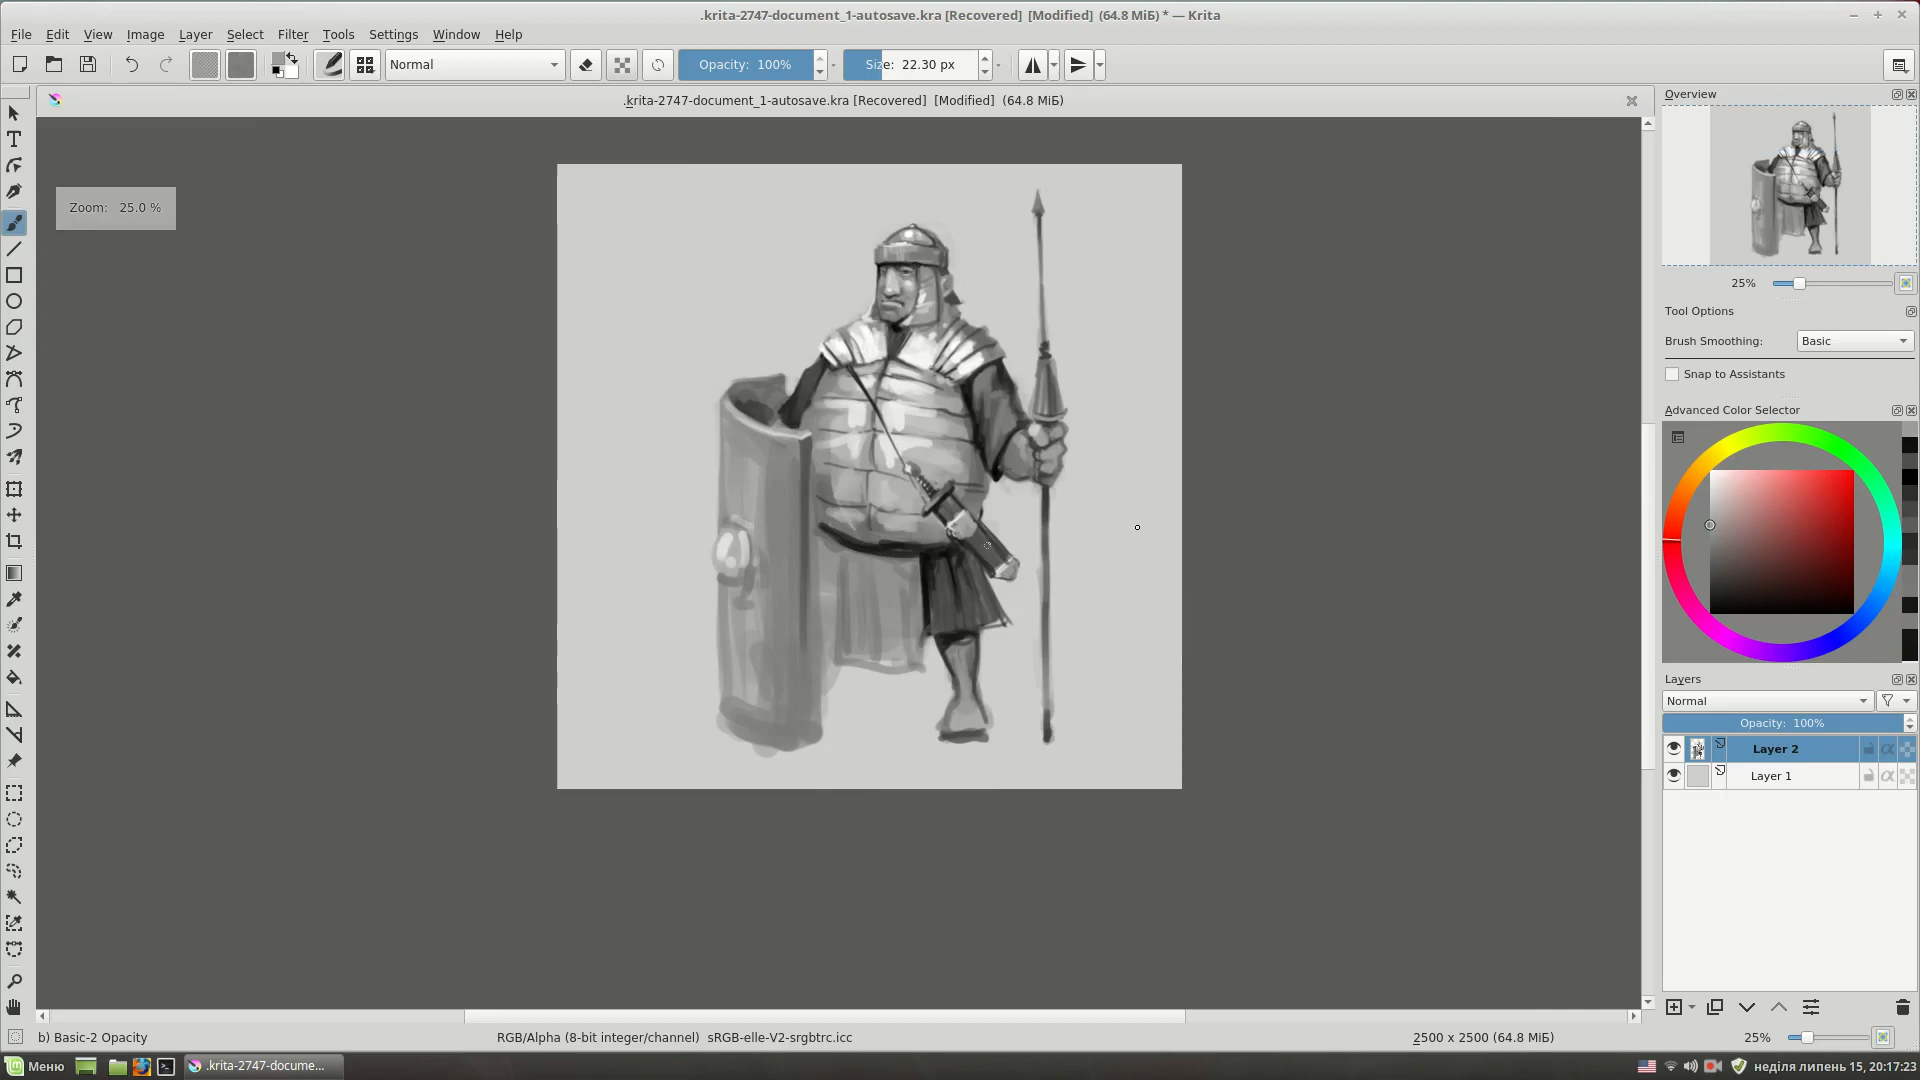 .krita-2747-document_1-autosave.kra [Recovered] [Modified] (64.8 МіБ) * — Krita
File Edit View Image Layer Select Filter Tools Settings Window Help
Normal Opacity: 100% Size: 22.30 px
.krita-2747-document_1-autosave.kra [Recovered] [Modified] (64.8 МіБ)
Overview
Zoom: 25.0 %
25%
Tool Options
Brush Smoothing: Basic
Snap to Assistants
Advanced Color Selector
Layers
Normal
Opacity: 100%
Layer 2
Layer 1
b) Basic-2 Opacity RGB/Alpha (8-bit integer/channel) sRGB-elle-V2-srgbtrc.icc 2500 x 2500 (64.8 МіБ) 25%
Меню .krita-2747-docume... неділя липень 15, 20:17:23